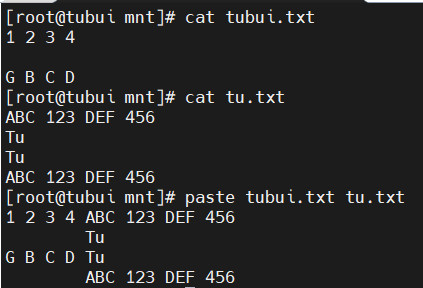 [root@tubui mnt]# cat tubui.txt
1 2 3 4

G B C D
[root@tubui mnt]# cat tu.txt
ABC 123 DEF 456
Tu
Tu
ABC 123 DEF 456
[root@tubui mnt]# paste tubui.txt tu.txt
1 2 3 4 ABC 123 DEF 456
        Tu
G B C D Tu
        ABC 123 DEF 456